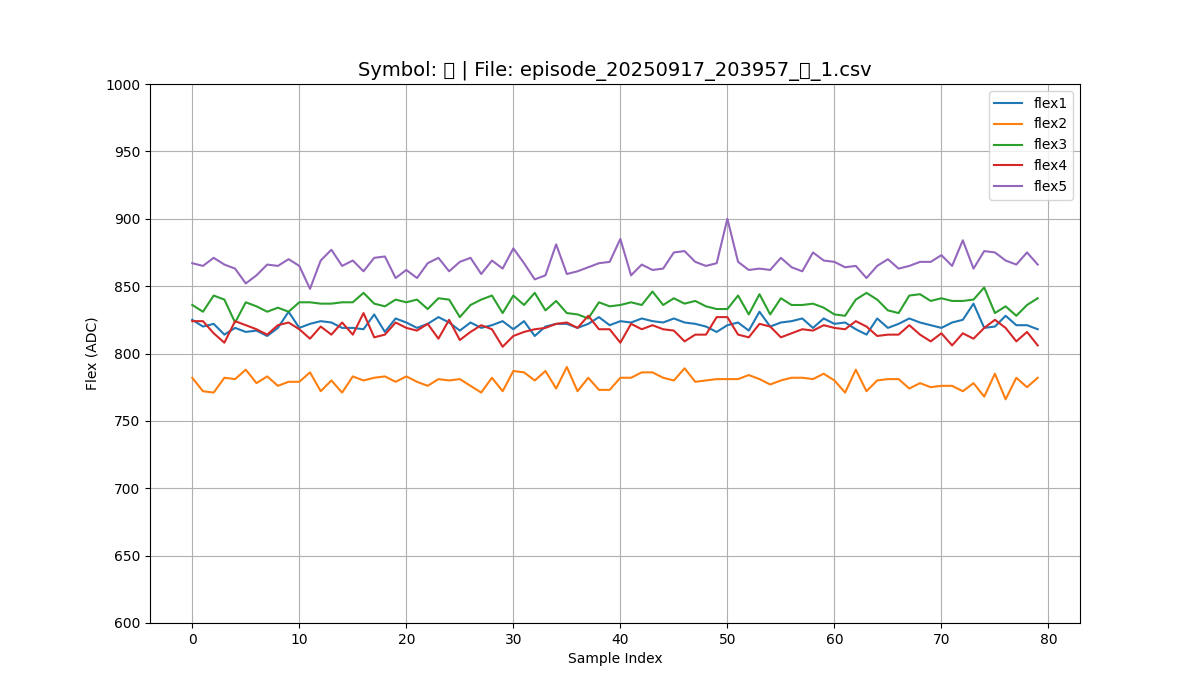 Symbol: | File: episode_20250917_203957_ _1.csv
1000
950
900
850
800
750
700
650
600
Flex (ADC)
0 10 20 30 40 50 60 70 80
Sample Index
flex1
flex2
flex3
flex4
flex5